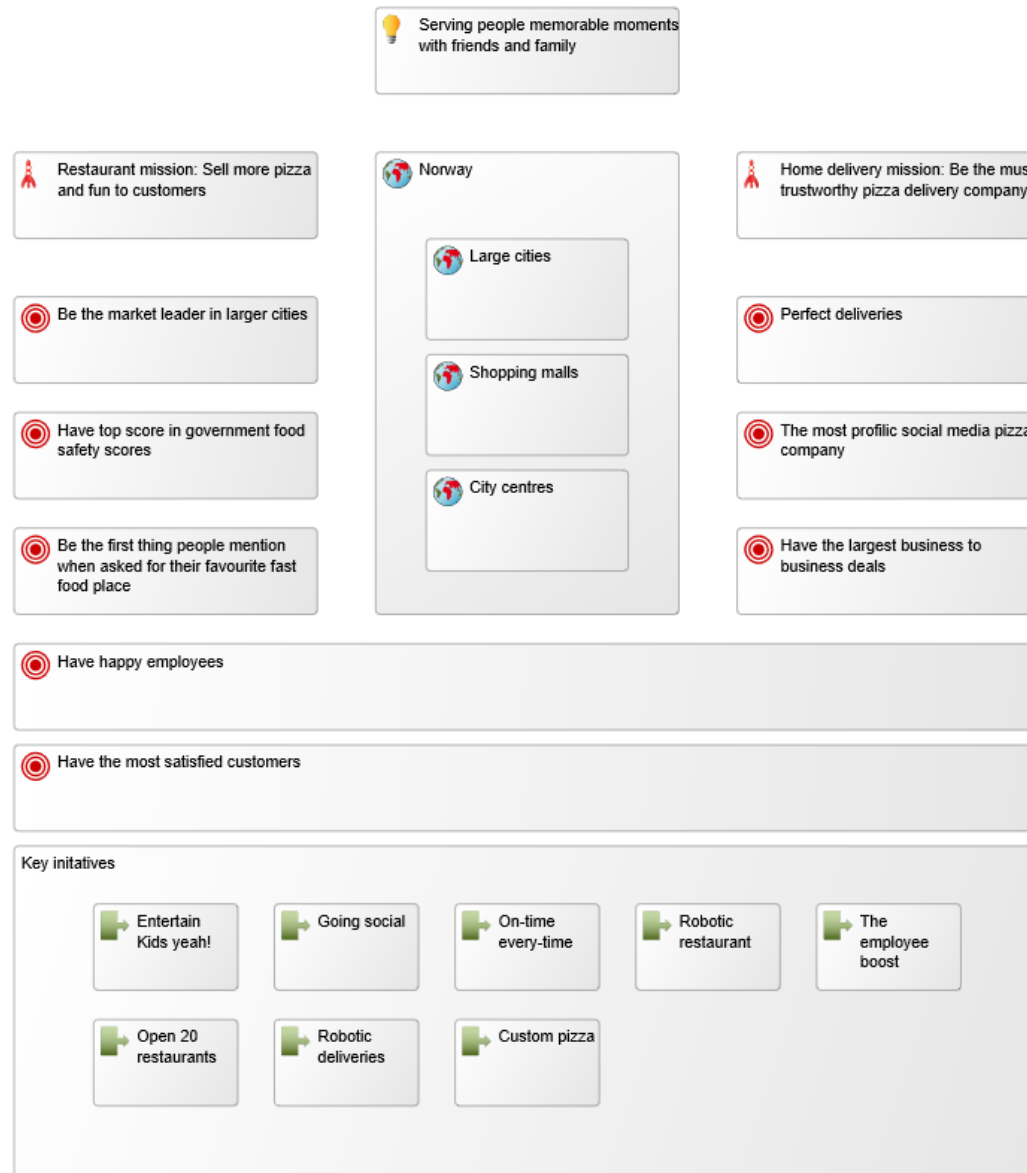 Serving people memorable moments
with friends and family
Restaurant mission: Sell more pizza
and fun to customers
Norway
Home delivery mission: Be the mus
trustworthy pizza delivery company
Large cities
Be the market leader in larger cities
Perfect deliveries
Shopping malls
Have top score in government food
safety scores
The most profilic social media pizza
company
City centres
Be the first thing people mention
when asked for their favourite fast
food place
Have the largest business to
business deals
Have happy employees
Have the most satisfied customers
Key initatives
Entertain
Kids yeah!
Going social
On-time
every-time
Robotic
restaurant
The
employee
boost
Open 20
restaurants
Robotic
deliveries
Custom pizza